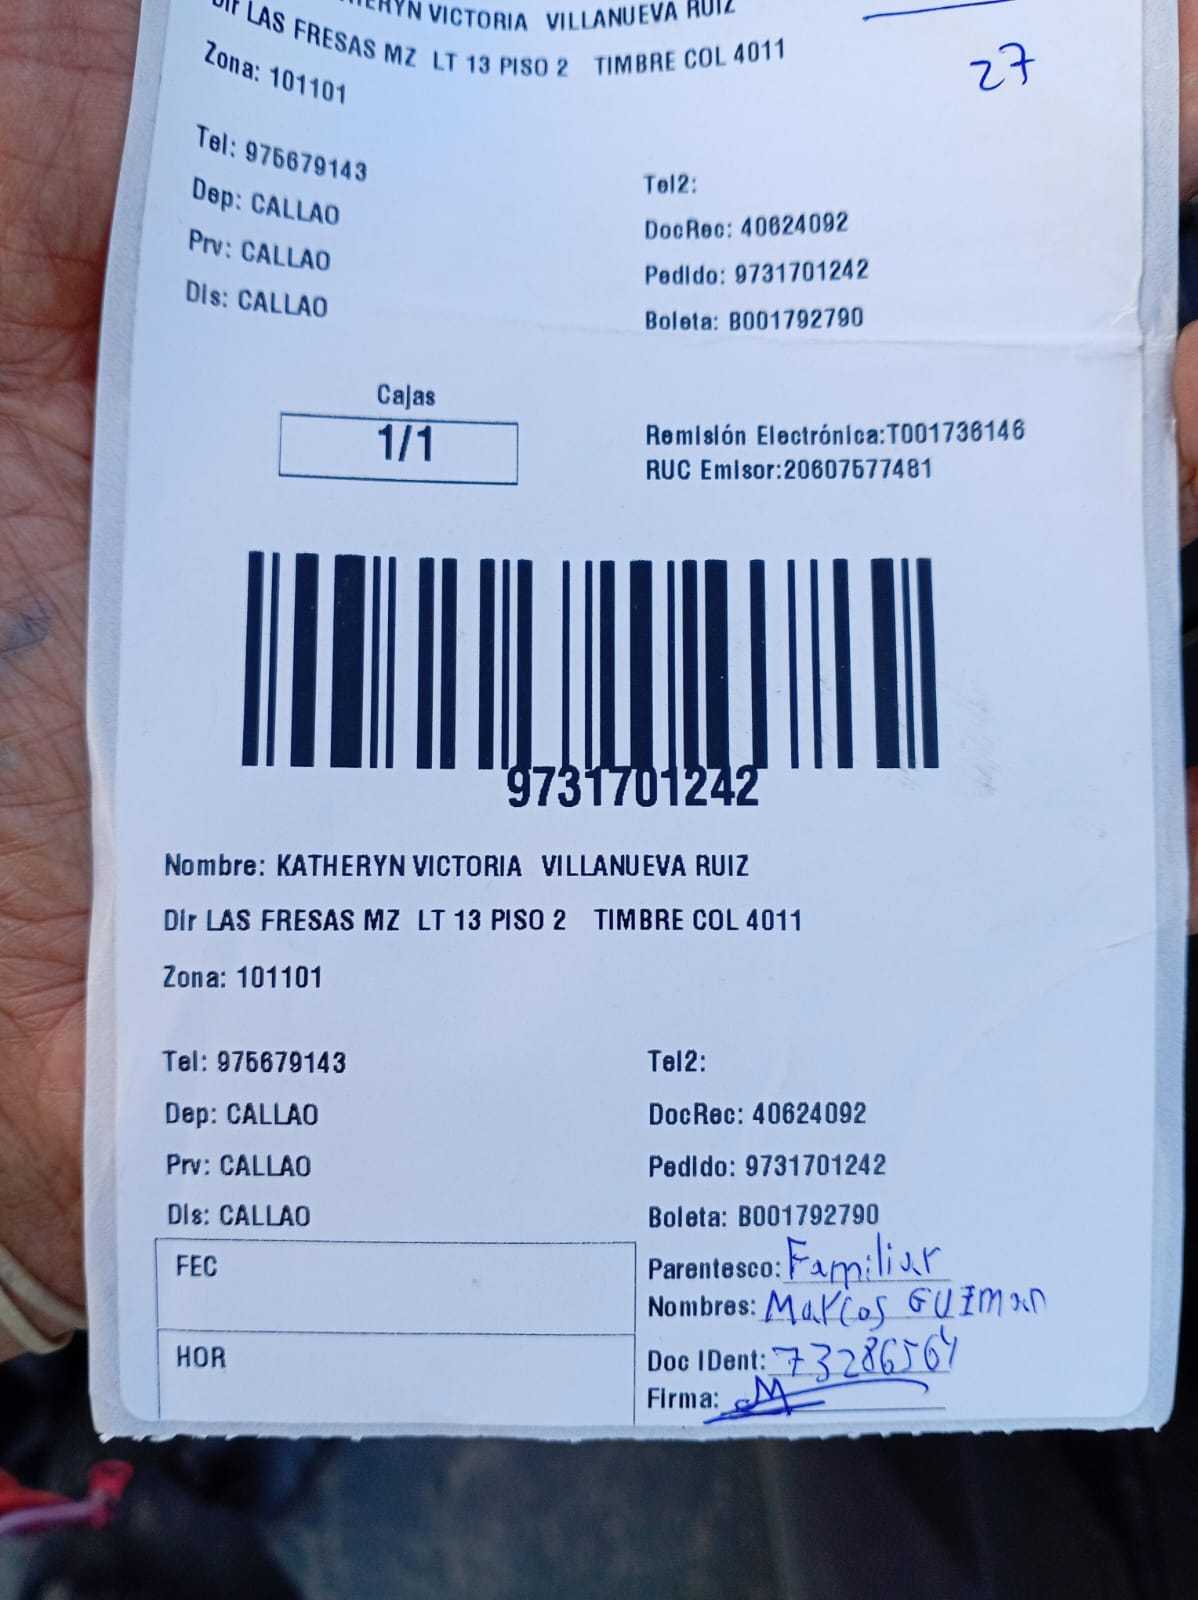 KATHERYN VICTORIA VILLANUEVA RUIZ
Dir LAS FRESAS MZ LT 13 PISO 2 TIMBRE COL 4011
27
Zona: 101101
Tel: 975679143
Tel2:
Dep: CALLAO
DocRec: 40624092
Prv: CALLAO
Pedido: 9731701242
Dis: CALLAO
Boleta: B001792790
Cajas
1/1
Remisión Electrónica:T001736146
RUC Emisor:20607577481
9731701242
Nombre: KATHERYN VICTORIA VILLANUEVA RUIZ
Dir LAS FRESAS MZ LT 13 PISO 2 TIMBRE COL 4011
Zona: 101101
Tel: 975679143
Tel2:
Dep: CALLAO
DocRec: 40624092
Prv: CALLAO
Pedido: 9731701242
Dis: CALLAO
Boleta: B001792790
FEC
Parentesco: Familiar
Nombres: Marcos GUZman
HOR
Doc IDent: 73286564
Firma: